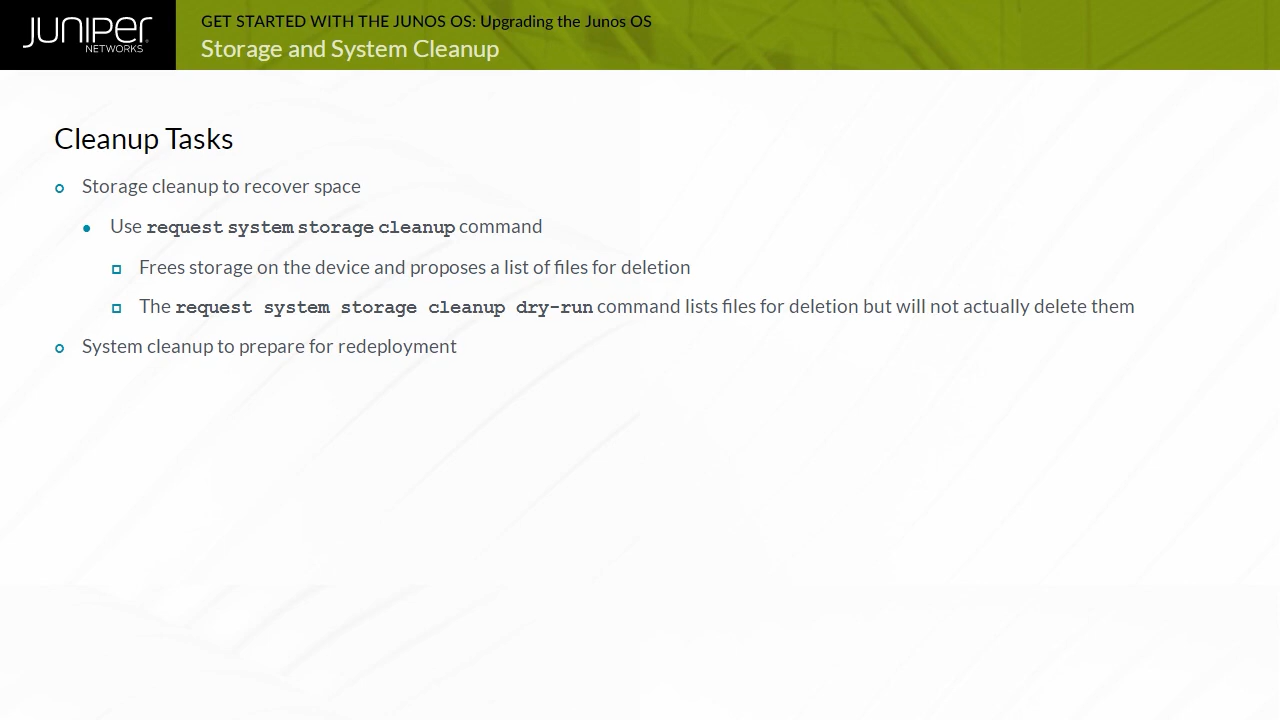 JUNIPER
NETWORKS
GET STARTED WITH THE JUNOS OS: Upgrading the Junos OS
Storage and System Cleanup
Cleanup Tasks
Storage cleanup to recover space
Use request system storage cleanup command
Frees storage on the device and proposes a list of files for deletion
The request system storage cleanup dry-run command lists files for deletion but will not actually delete them
System cleanup to prepare for redeployment